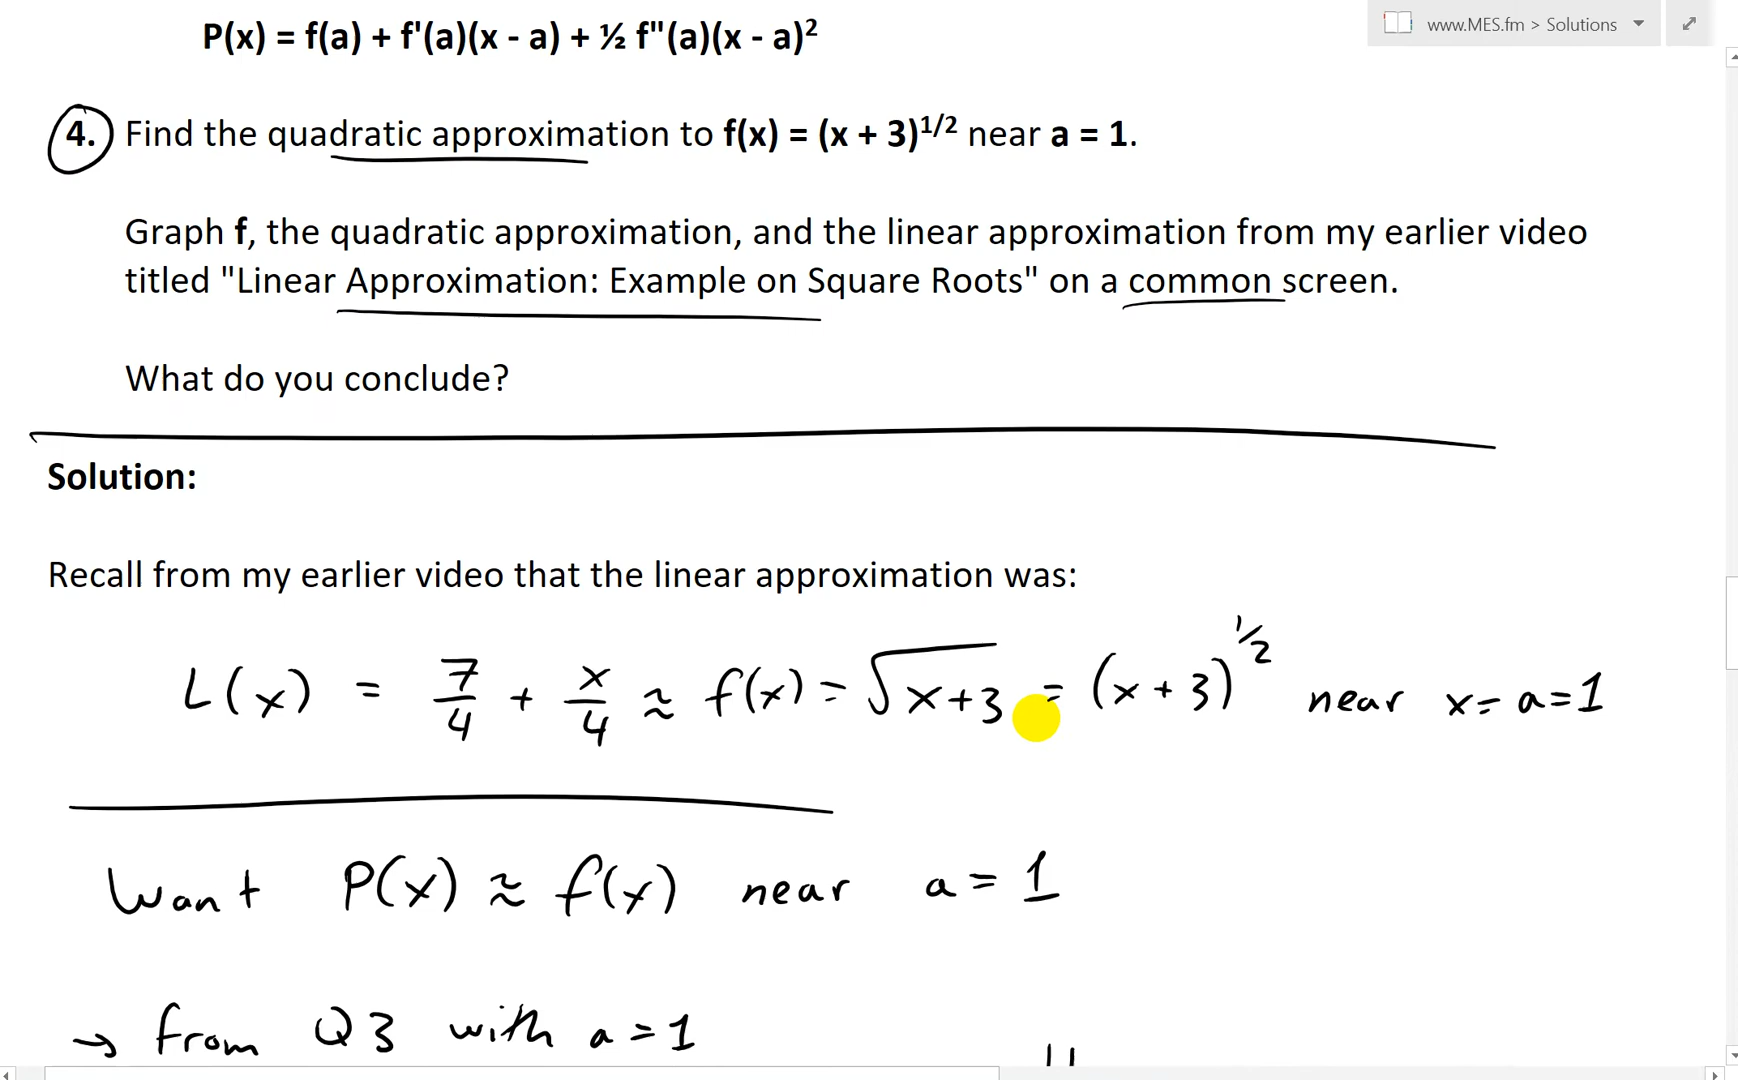 P(x) = f(a) + f'(a)(x - a) + ½ f"(a)(x - a)²
www.MES.fm > Solutions
4. Find the quadratic approximation to f(x) = (x + 3)^1/2 near a = 1.
Graph f, the quadratic approximation, and the linear approximation from my earlier video
titled "Linear Approximation: Example on Square Roots" on a common screen.
What do you conclude?
Solution:
Recall from my earlier video that the linear approximation was:
L(x) = 7/4 + x/4 ≈ f(x) = √x+3 = (x + 3)^1/2 near x = a = 1
Want P(x) ≈ f(x) near a = 1
→ from Q3 with a = 1